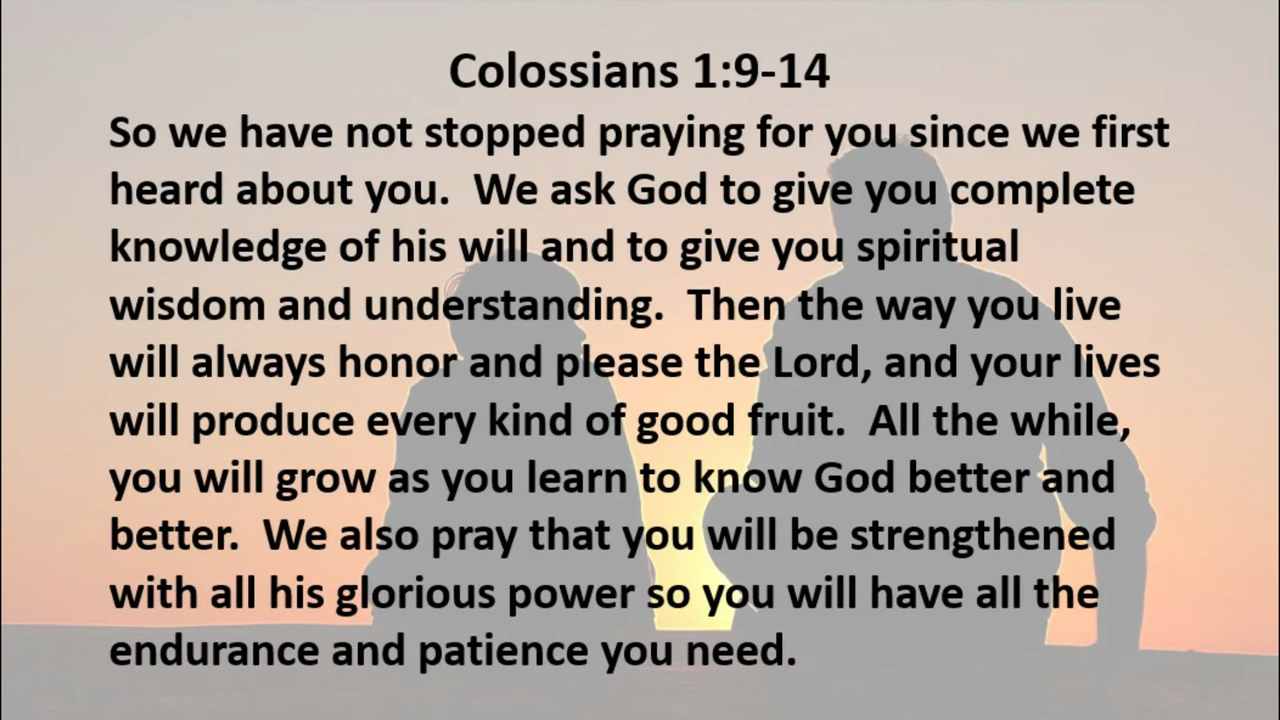 Colossians 1:9-14
So we have not stopped praying for you since we first
heard about you.  We ask God to give you complete
knowledge of his will and to give you spiritual
wisdom and understanding.  Then the way you live
will always honor and please the Lord, and your lives
will produce every kind of good fruit.  All the while,
you will grow as you learn to know God better and
better.  We also pray that you will be strengthened
with all his glorious power so you will have all the
endurance and patience you need.